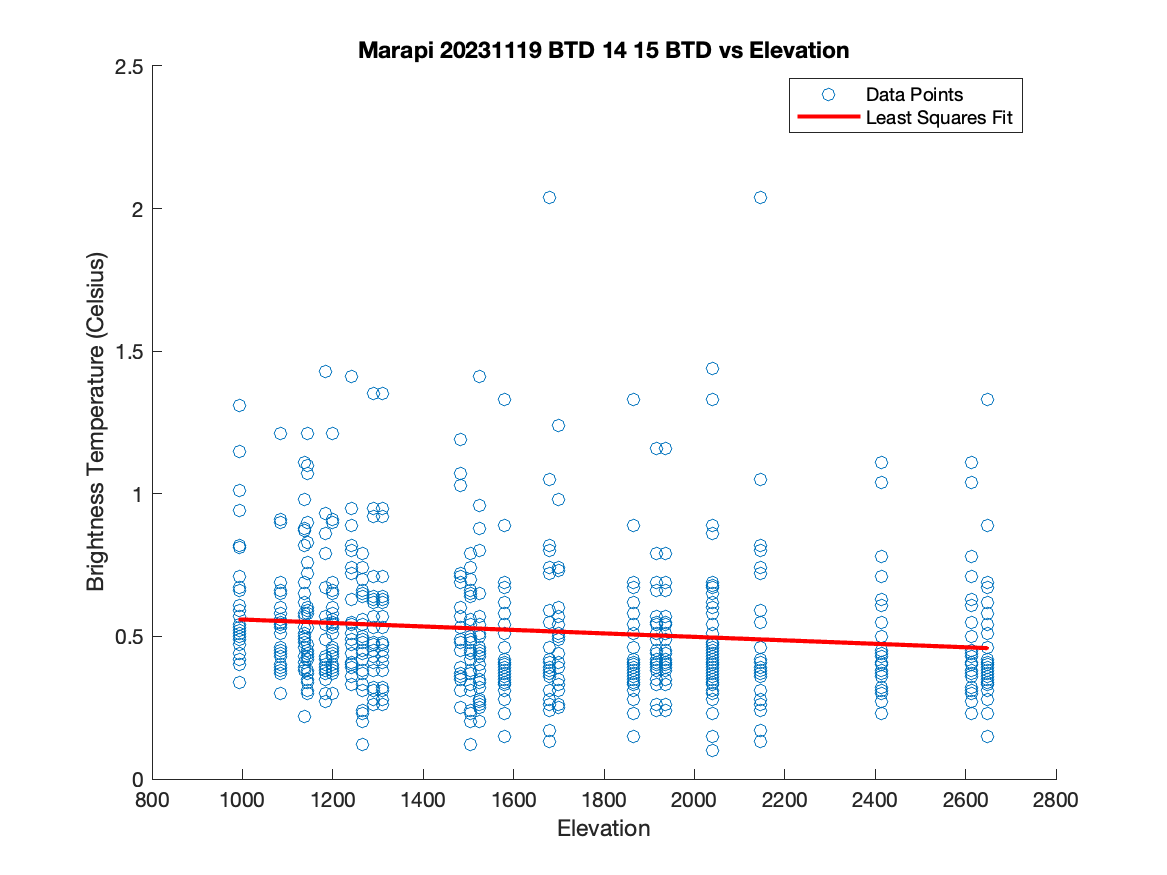 Marapi 20231119 BTD 14 15 BTD vs Elevation
Data Points
Least Squares Fit
Brightness Temperature (Celsius)
2.5
2
1.5
1
0.5
0
800 1000 1200 1400 1600 1800 2000 2200 2400 2600 2800
Elevation